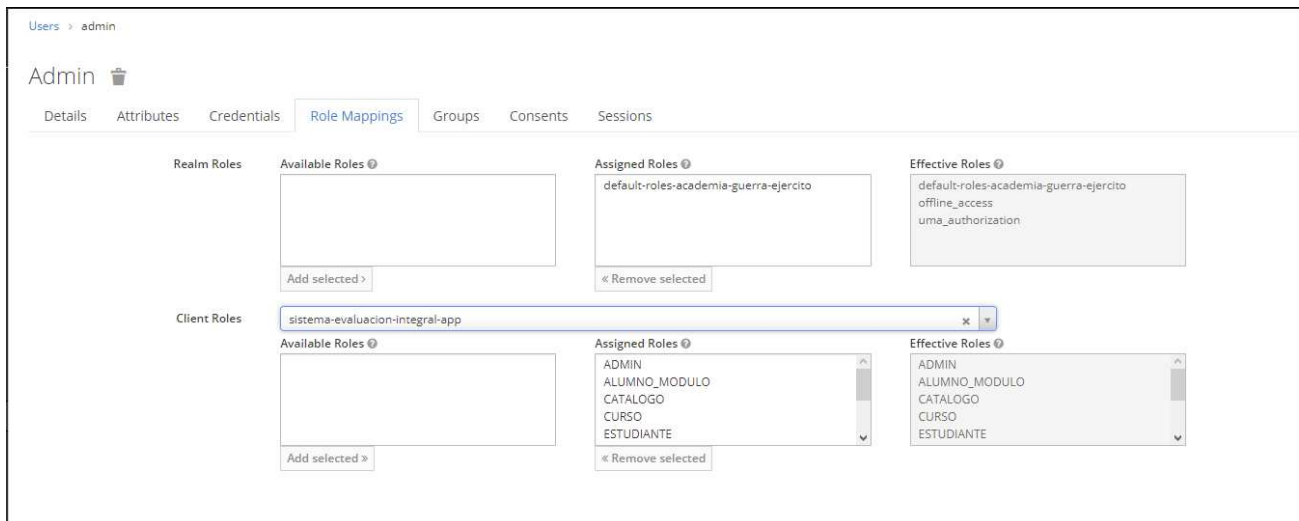 Users > admin
Admin
Details Attributes Credentials Role Mappings Groups Consents Sessions
Realm Roles Available Roles Assigned Roles Effective Roles
default-roles-academia-guerra-ejercito default-roles-academia-guerra-ejercito
offline_access
uma_authorization
Add selected > « Remove selected
Client Roles sistema-evaluacion-integral-app
Available Roles Assigned Roles Effective Roles
ADMIN ADMIN
ALUMNO_MODULO ALUMNO_MODULO
CATALOGO CATALOGO
CURSO CURSO
ESTUDIANTE ESTUDIANTE
Add selected » « Remove selected